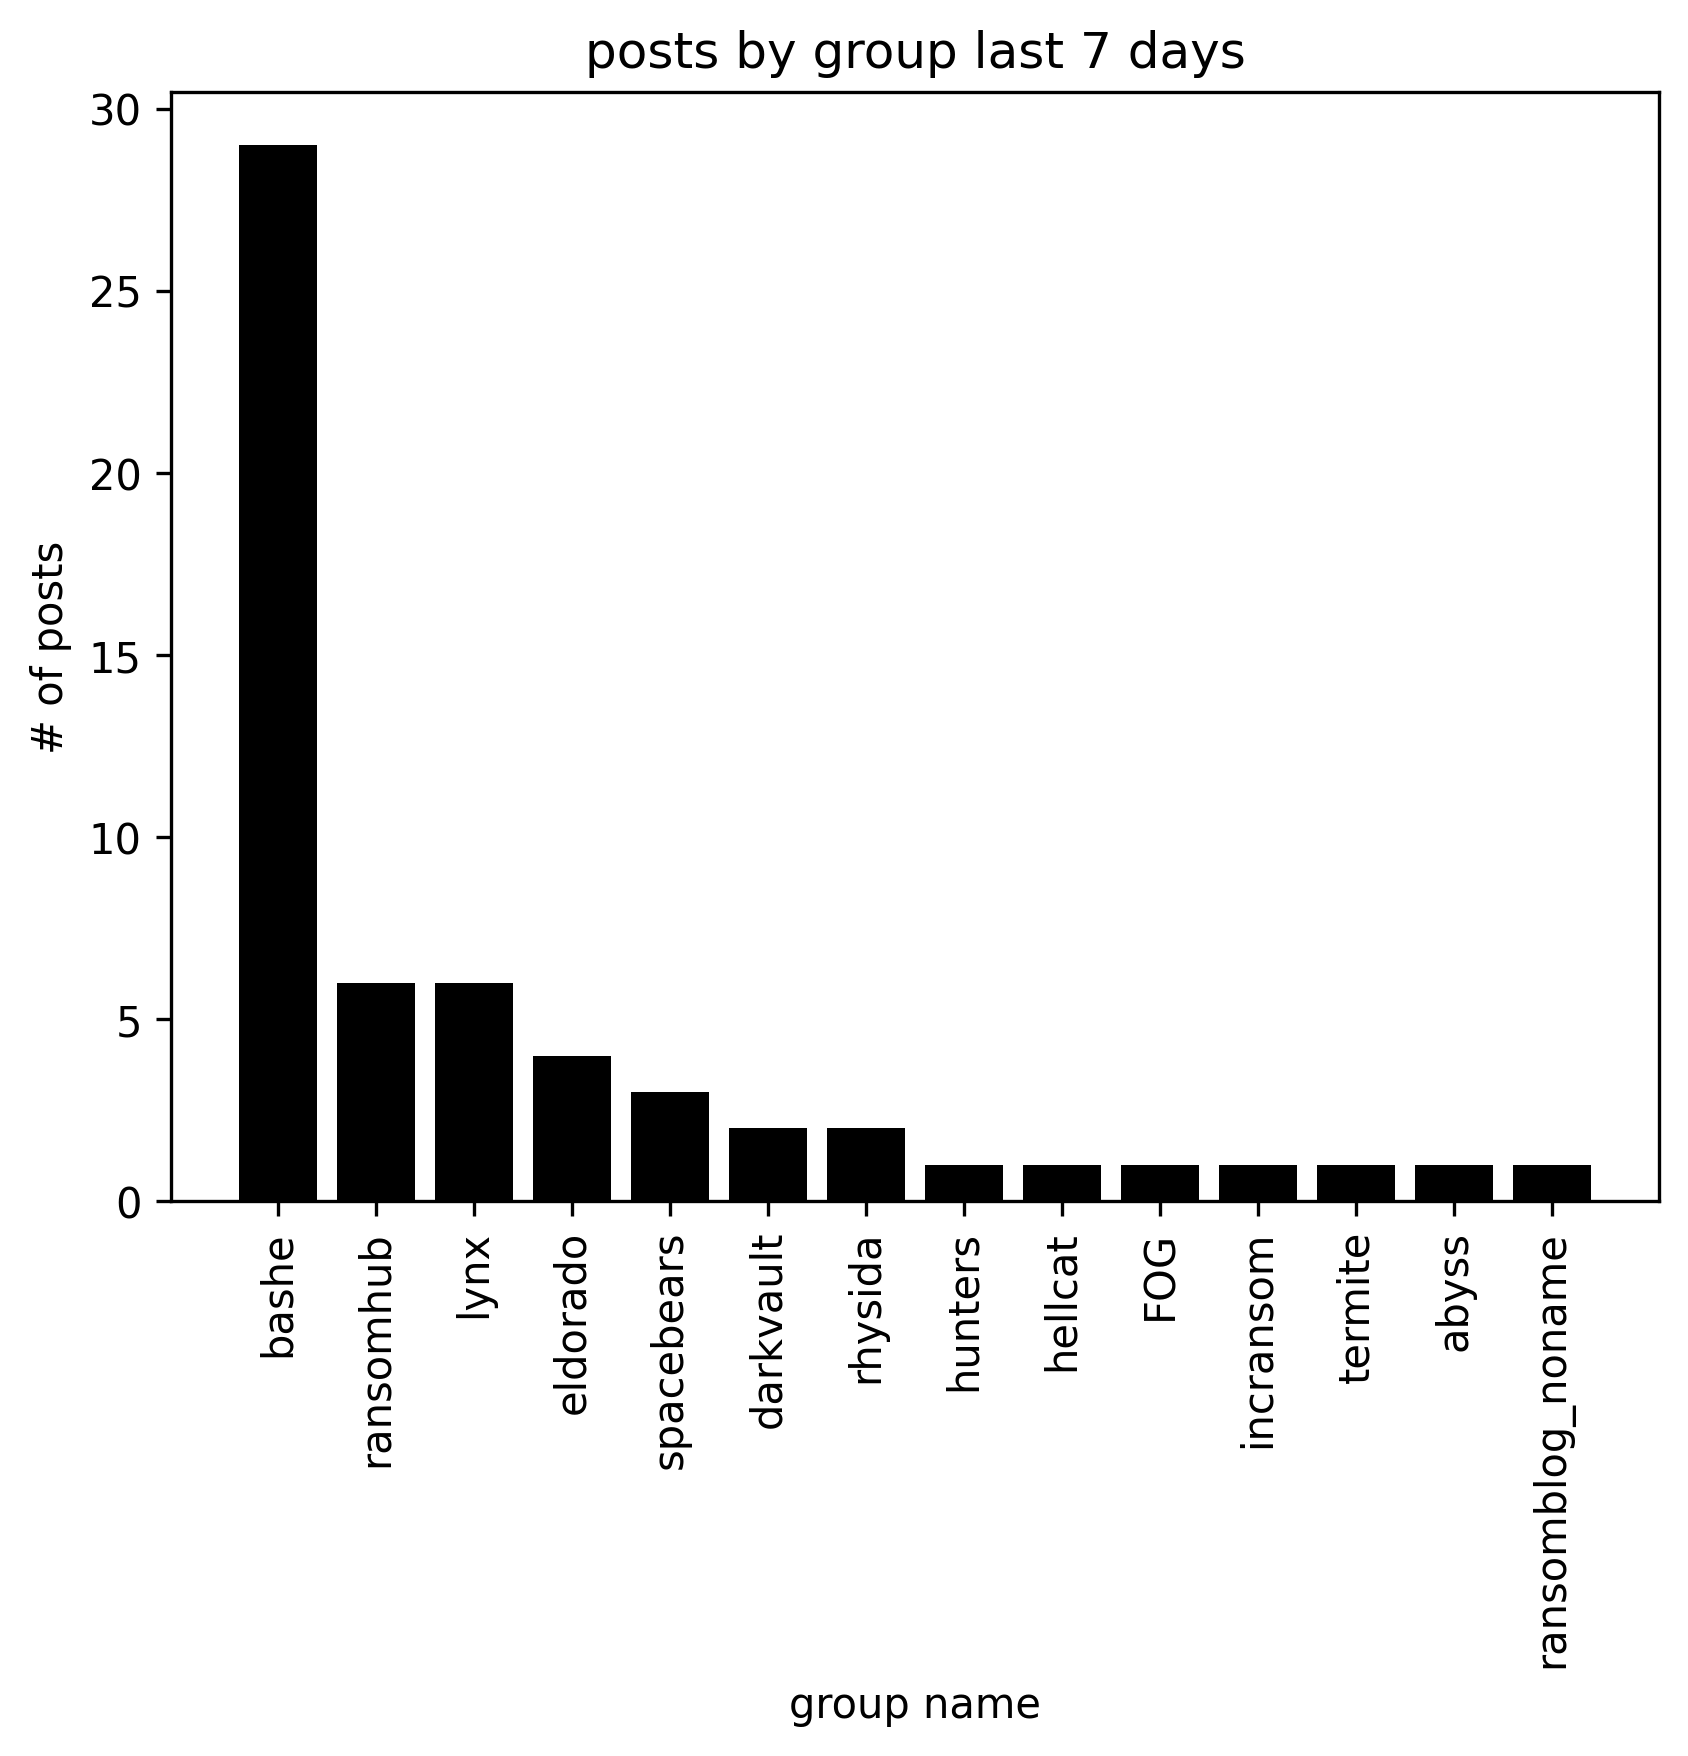 posts by group last 7 days
30
25
20
15
10
5
0
# of posts
bashe
ransomhub
lynx
eldorado
spacebears
darkvault
rhysida
hunters
hellcat
FOG
incransom
termite
abyss
ransomblog_noname
group name